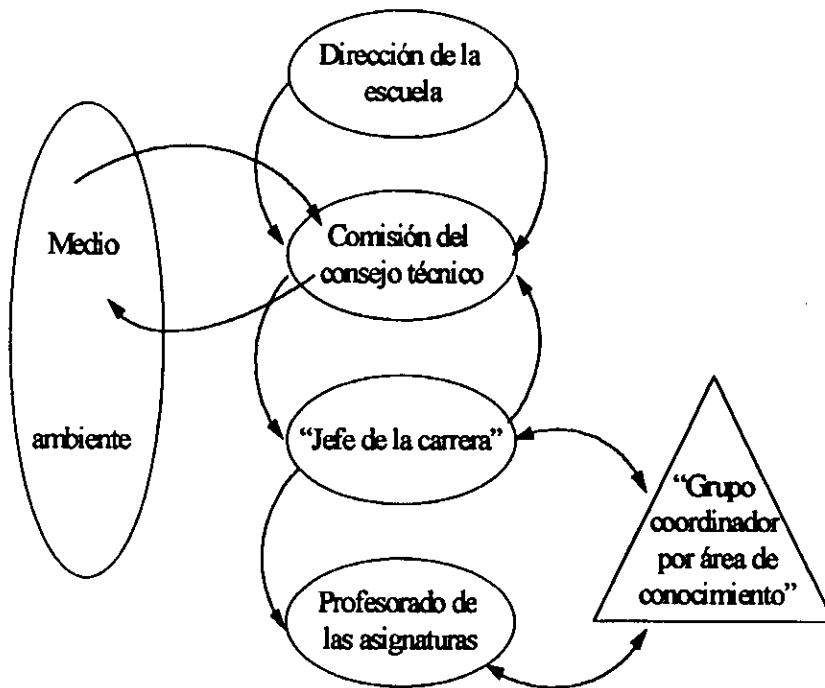 Dirección de la
escuela
Medio
ambiente
Comisión del
consejo técnico
“Jefe de la carrera”
“Grupo
coordinador
por área de
conocimiento”
Profesorado de
las asignaturas